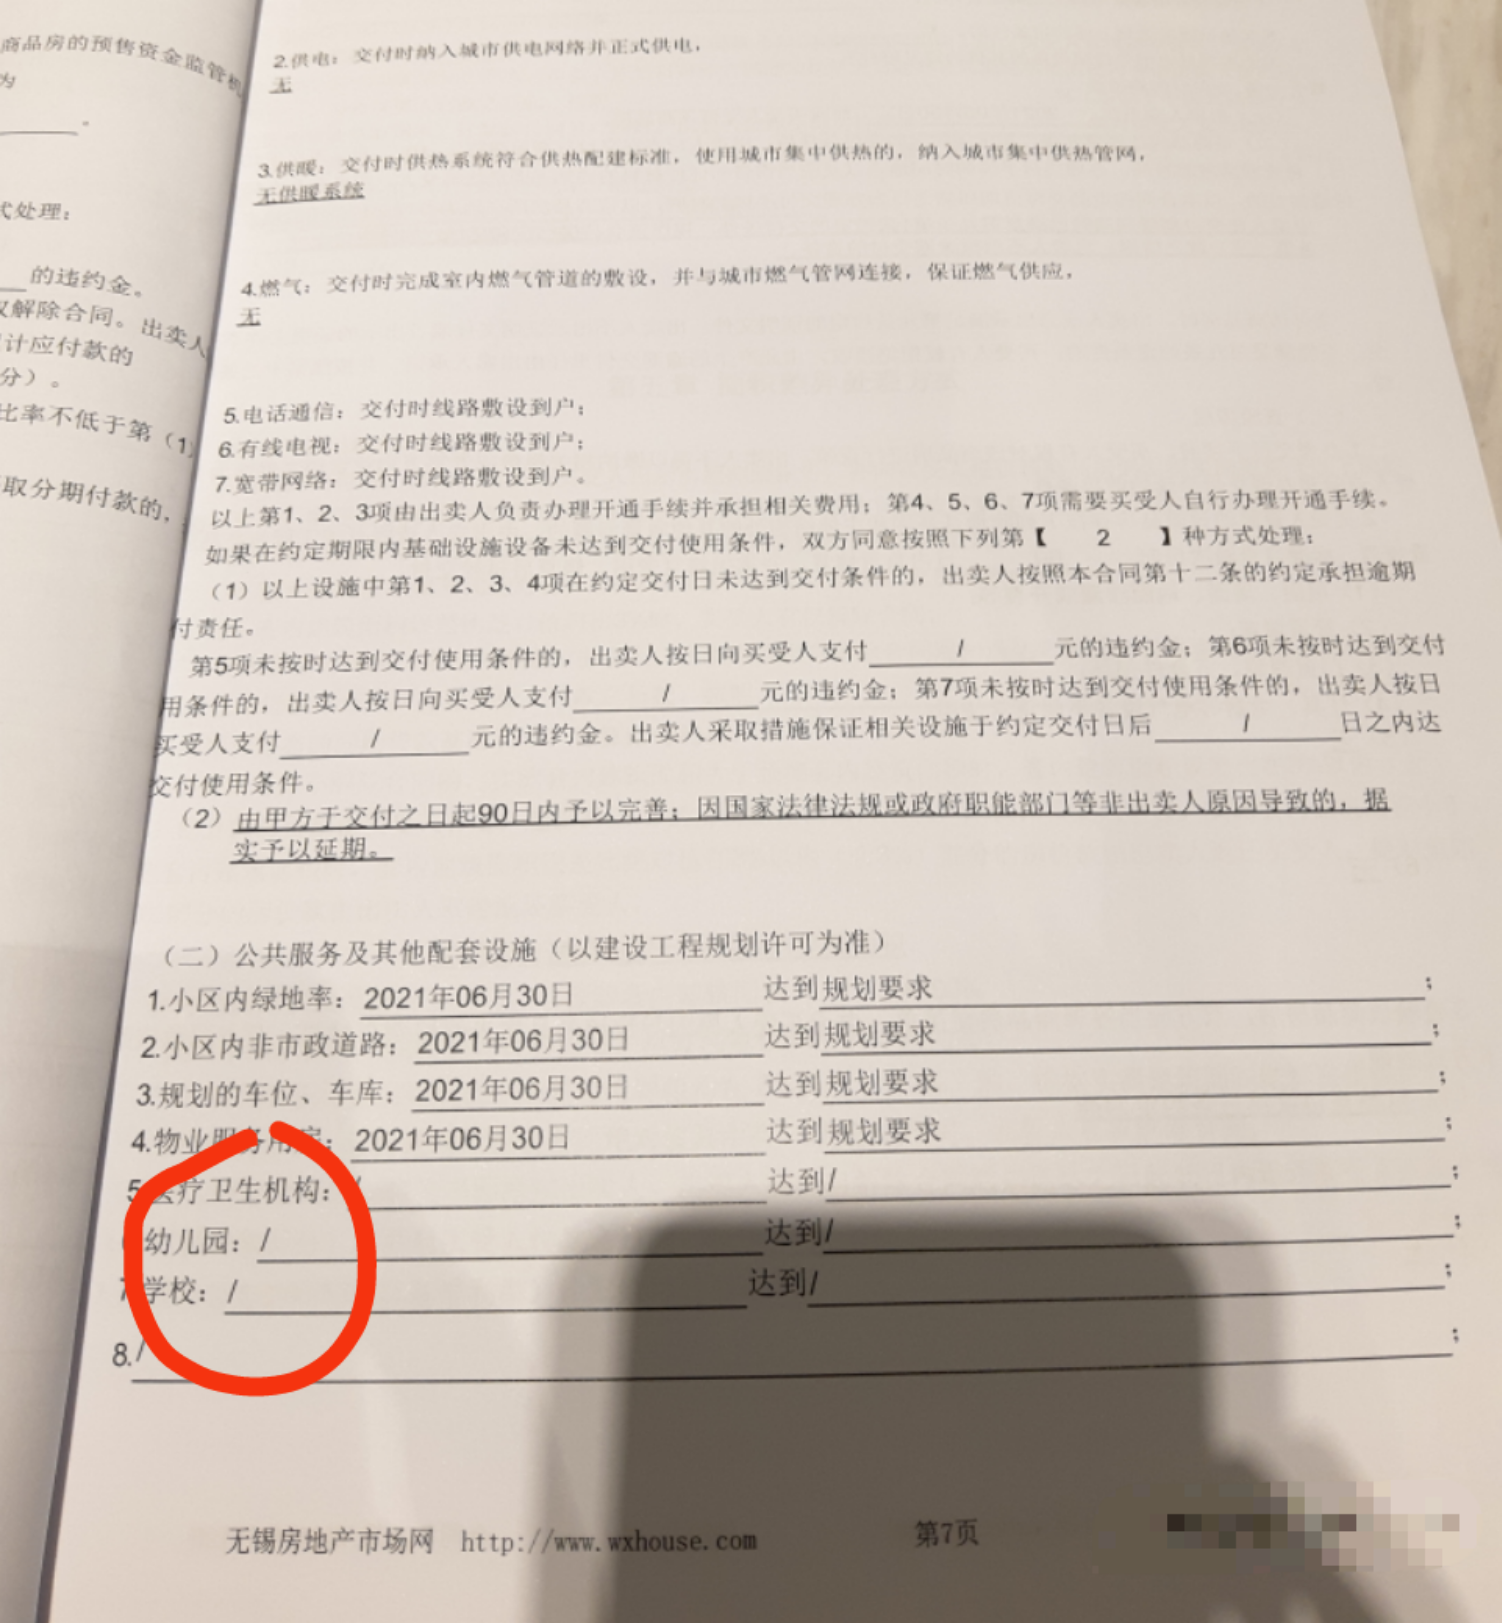 商品房的预售资金监管机
为
。
式处理：
的违约金。
解除合同。出卖人
计应付款的
分）。
比率不低于第（1）
取分期付款的，
2.供电：交付时纳入城市供电网络并正式供电，
无
3.供暖：交付时供热系统符合供热配建标准，使用城市集中供热的，纳入城市集中供热管网，
无供暖系统
4.燃气：交付时完成室内燃气管道的敷设，并与城市燃气管网连接，保证燃气供应，
无
5.电话通信：交付时线路敷设到户；
6.有线电视：交付时线路敷设到户；
7.宽带网络：交付时线路敷设到户。
以上第1、2、3项由出卖人负责办理开通手续并承担相关费用；第4、5、6、7项需要买受人自行办理开通手续。
如果在约定期限内基础设施设备未达到交付使用条件，双方同意按照下列第【 2 】种方式处理：
（1）以上设施中第1、2、3、4项在约定交付日未达到交付条件的，出卖人按照本合同第十二条的约定承担逾期
付责任。
第5项未按时达到交付使用条件的，出卖人按日向买受人支付 / 元的违约金；第6项未按时达到交付
用条件的，出卖人按日向买受人支付 / 元的违约金；第7项未按时达到交付使用条件的，出卖人按日
买受人支付 / 元的违约金。出卖人采取措施保证相关设施于约定交付日后 / 日之内达
交付使用条件。
（2）由甲方于交付之日起90日内予以完善；因国家法律法规或政府职能部门等非出卖人原因导致的，据
实予以延期。
（二）公共服务及其他配套设施（以建设工程规划许可为准）
1.小区内绿地率：2021年06月30日 达到规划要求 ；
2.小区内非市政道路：2021年06月30日 达到规划要求 ；
3.规划的车位、车库：2021年06月30日 达到规划要求 ；
4.物业服务用房：2021年06月30日 达到规划要求 ；
5.医疗卫生机构：/ 达到/ ；
幼儿园：/ 达到/ ；
7.学校：/ 达到/ ；
8./ ；
无锡房地产市场网 http://www.wxhouse.com 第7页